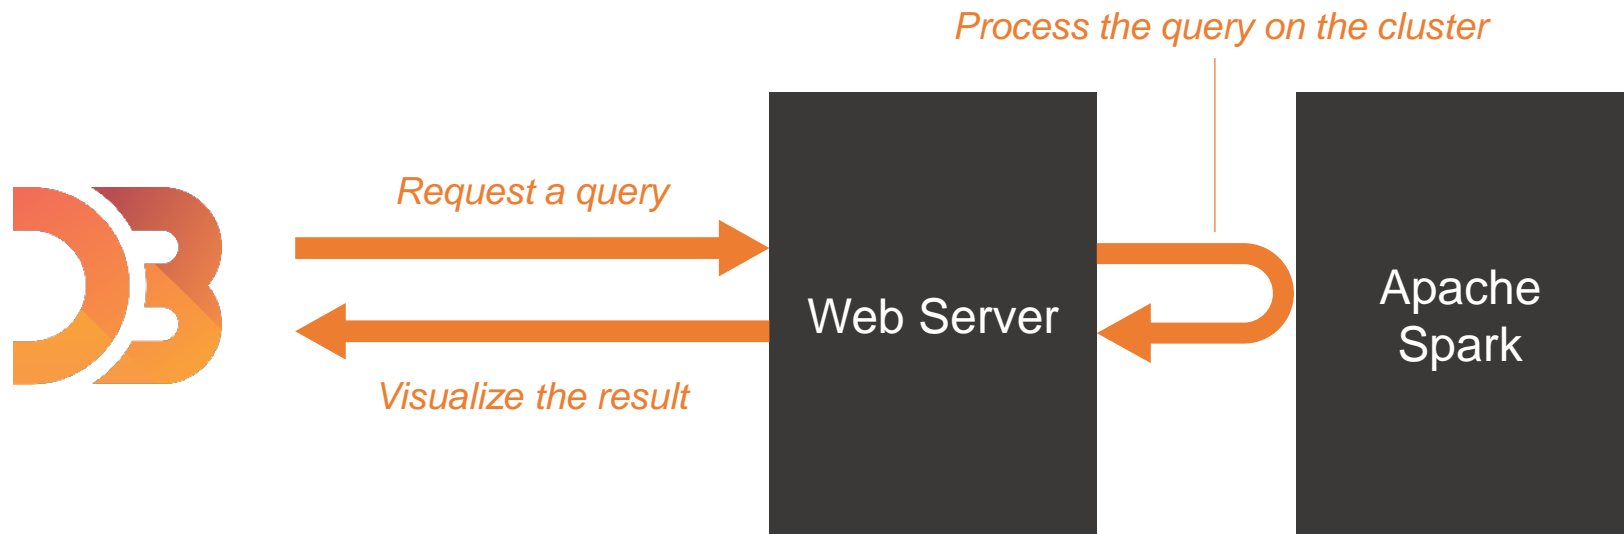 Process the query on the cluster
Request a query
Web Server
Apache
Spark
Visualize the result